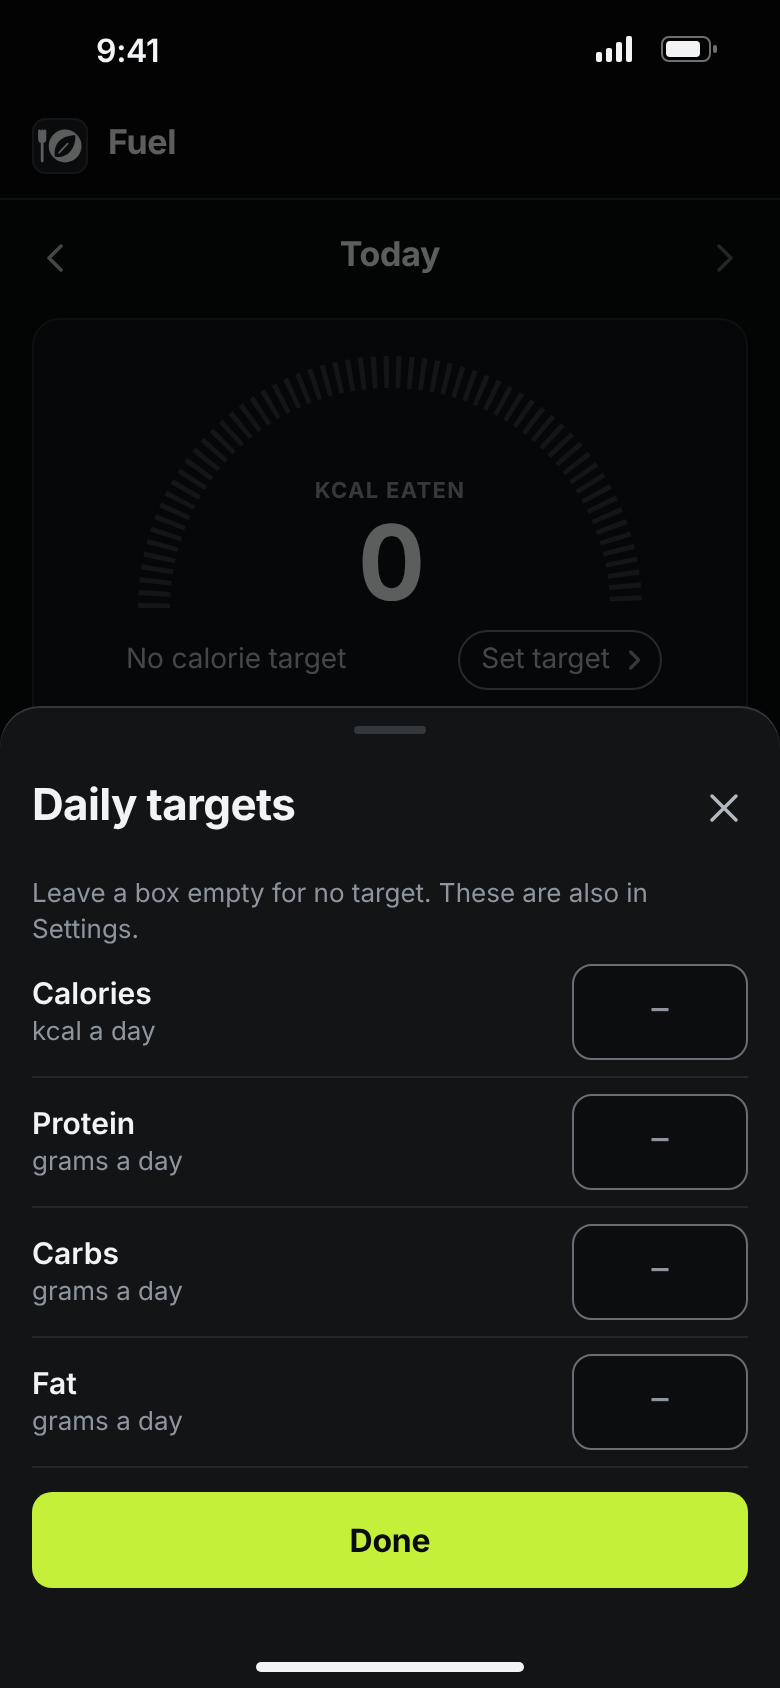 9:41
Fuel
Today
KCAL EATEN
0
No calorie target
Set target
Daily targets
Leave a box empty for no target. These are also in
Settings.
Calories
kcal a day
–
Protein
grams a day
–
Carbs
grams a day
–
Fat
grams a day
–
Done